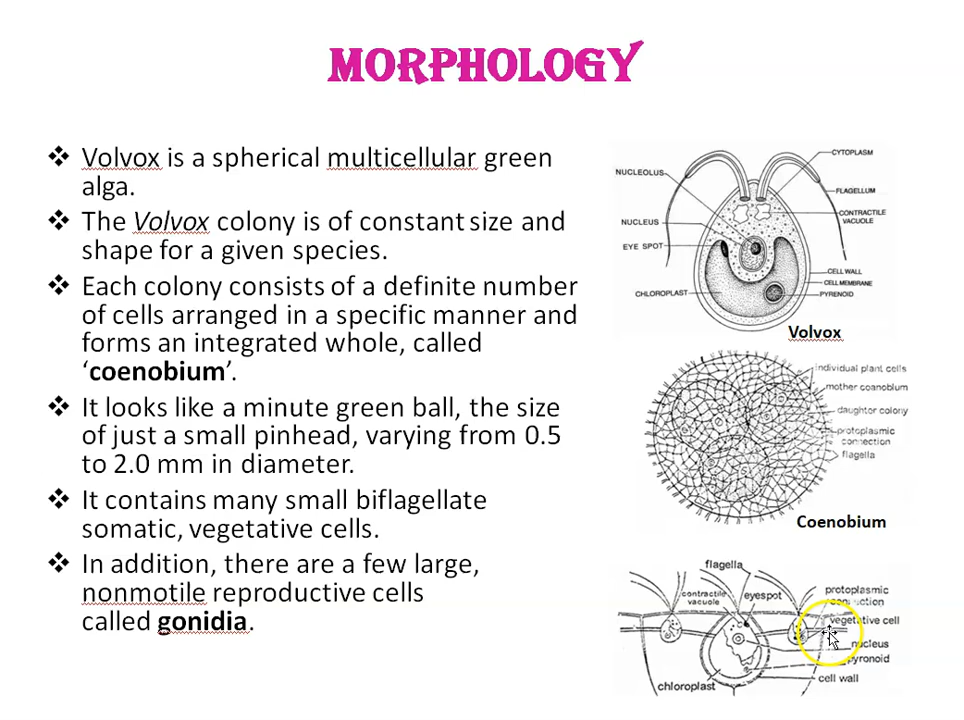 MORPHOLOGY
❖ Volvox is a spherical multicellular green
alga.
❖ The Volvox colony is of constant size and
shape for a given species.
❖ Each colony consists of a definite number
of cells arranged in a specific manner and
forms an integrated whole, called
‘coenobium’.
❖ It looks like a minute green ball, the size
of just a small pinhead, varying from 0.5
to 2.0 mm in diameter.
❖ It contains many small biflagellate
somatic, vegetative cells.
❖ In addition, there are a few large,
nonmotile reproductive cells
called gonidia.
CYTOPLASM
NUCLEOLUS
FLAGELLUM
CONTRACTILE
VACUOLE
NUCLEUS
EYE SPOT
CELL WALL
CELL MEMBRANE
CHLOROPLAST
PYRENOID
Volvox
individual plant cells
mother coanobium
daughter colony
protoplasmic
connection
flagella
Coenobium
flagella
contractile
vacuole
eyespot
protoplasmic
vegetative cell
nucleus
pyronoid
cell wall
chloroplast